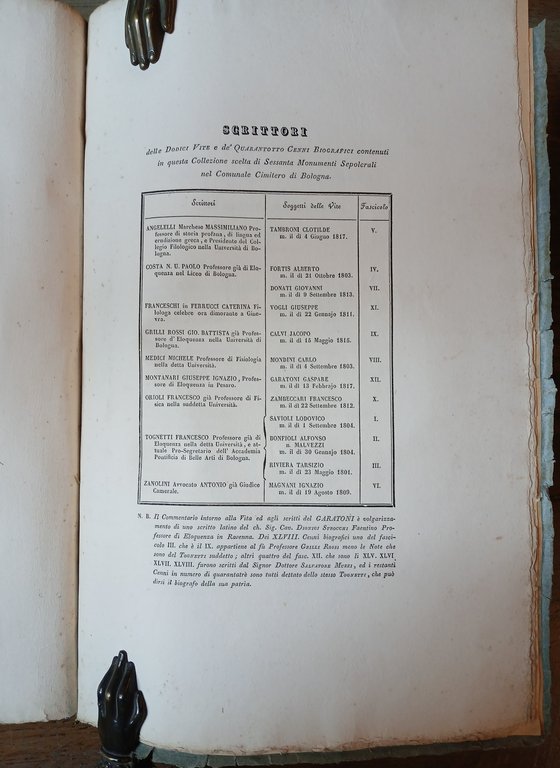 SCRITTORI
delle DODICI VITE e de' QUARANTOTTO CENNI BIOGRAFICI contenuti
in questa Collezione scelta di Sessanta Monumenti Sepolcrali
nel Comunale Cimitero di Bologna.
Scrittori Soggetti delle Vite Fascicolo
ANGELELLI Marchese MASSIMILIANO Pro-
fessore di storia profana, di lingua ed
erudizione greca, e Presidente del Col-
legio Filologico nella Università di Bo-
logna.
TAMBRONI CLOTILDE
m. il dì 4 Giugno 1817.
V.
COSTA N. U. PAOLO Professore già di Elo-
quenza nel Liceo di Bologna.
FORTIS ALBERTO
m. il dì 21 Ottobre 1803.
IV.
DONATI GIOVANNI
m. il dì 9 Settembre 1813.
VII.
FRANCESCHI in FERRUCCI CATERINA Fi-
lologa celebre ora dimorante a Gine-
vra.
VOGLI GIUSEPPE
m. il dì 22 Gennaro 1811.
XI.
GRILLI ROSSI GIO. BATTISTA già Profes-
sore d' Eloquenza nella Università di
Bologna.
CALVI JACOPO
m. il dì 15 Maggio 1815.
IX.
MEDICI MICHELE Professore di Fisiologia
nella detta Università.
MONDINI CARLO
m. il dì 4 Settembre 1803.
VIII.
MONTANARI GIUSEPPE IGNAZIO, Profes-
sore di Eloquenza in Pesaro.
GARATONI GASPARE
m. il dì 13 Febbrajo 1817.
XII.
ORIOLI FRANCESCO già Professore di Fi-
sica nella suddetta Università.
ZAMBECCARI FRANCESCO
m. il dì 22 Settembre 1812.
X.
SAVIOLI LODOVICO
m. il dì 1 Settembre 1804.
I.
TOGNETTI FRANCESCO Professore già di
Eloquenza nella detta Università, e at-
tuale Pro-Segretario dell' Accademia
Pontificia di Belle Arti di Bologna.
BONFIOLI ALFONSO
n. MALVEZZI
m. il dì 30 Gennaro 1804.
II.
RIVIERA TARSIZIO
m. il dì 23 Maggio 1801.
III.
ZANOLINI Avvocato ANTONIO già Giudice
Camerale.
MAGNANI IGNAZIO
m. il dì 19 Agosto 1809.
VI.
N. B. Il Commentario intorno alla Vita ed agli scritti del GARATONI è volgarizza-
mento di uno scritto latino del ch. Sig. Can. DIONIGI STROCCHI Faentino Pro-
fessore di Eloquenza in Ravenna. Dei XLVIII. Cenni biografici uno del fasci-
colo III. che è il IX. appartiene al fù Professore GRILLI ROSSI meno le Note che
sono del TOGNETTI suddetto; altri quattro del fasc. XII. che sono li XLV. XLVI
XLVII. XLVIII. furono scritti dal Signor Dottore SALVATORE MUZZI, ed i restanti
Cenni in numero di quarantatrè sono tutti dettato dello stesso TOGNETTI, che può
dirsi il biografo della sua patria.